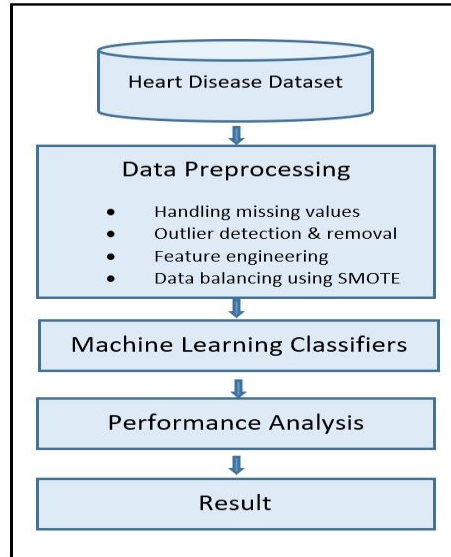 Heart Disease Dataset
Data Preprocessing
• Handling missing values
• Outlier detection & removal
• Feature engineering
• Data balancing using SMOTE
Machine Learning Classifiers
Performance Analysis
Result